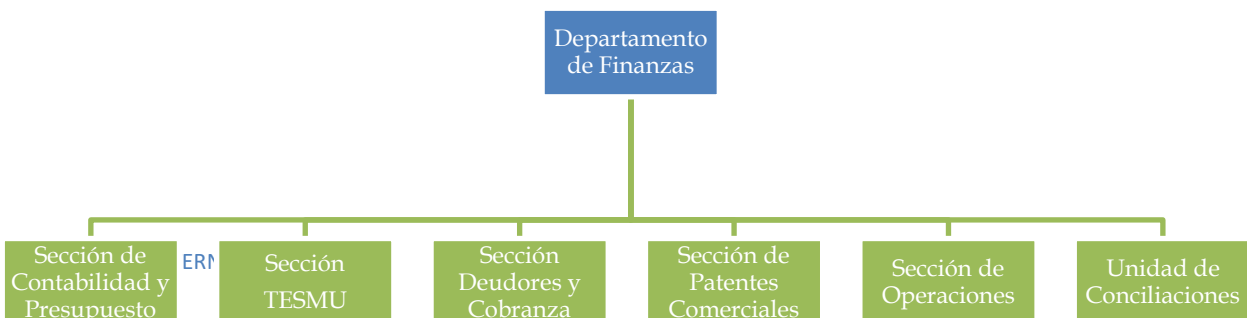 Departamento
de Finanzas
Sección de
Contabilidad y
Presupuesto
ERN
Sección
TESMU
Sección
Deudores y
Cobranza
Sección de
Patentes
Comerciales
Sección de
Operaciones
Unidad de
Conciliaciones